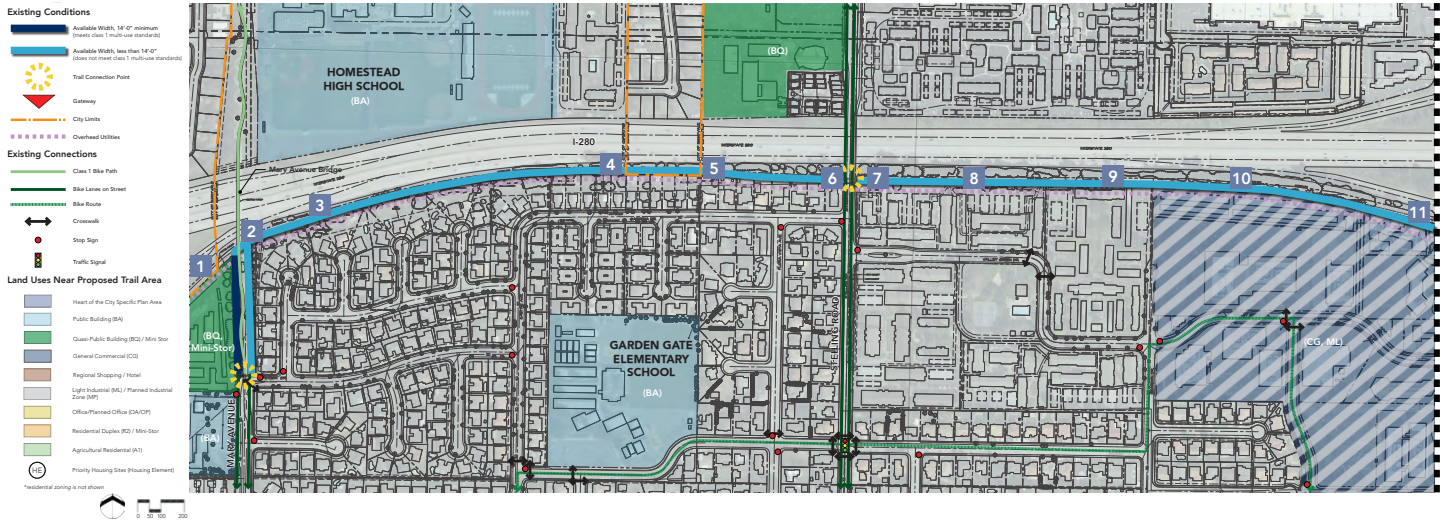 Existing Conditions
Available Width, 14'-0" minimum
(meets class 1 multi-use standards)
Available Width, less than 14'-0"
(does not meet class 1 multi-use standards)
Trail Connection Point
Gateway
City Limits
Overhead Utilities
Existing Connections
Class 1 Bike Path
Bike Lanes on Street
Bike Route
Crosswalk
Stop Sign
Traffic Signal
Land Uses Near Proposed Trail Area
Heart of the City Specific Plan Area
Public Building (BA)
Quasi-Public Building (BQ) / Mini Stor
General Commercial (CG)
Regional Shopping / Hotel
Light Industrial (ML) / Planned Industrial
Zone (MP)
Office/Planned Office (OA/OP)
Residential Duplex (R2) / Mini-Stor
Agricultural Residential (A1)
HE
Priority Housing Sites (Housing Element)
*residential zoning is not shown
0 50 100 200
HOMESTEAD
HIGH SCHOOL
(BA)
(BQ)
I-280
INTERSTATE 280
INTERSTATE 280
INTERSTATE 280
Mary Avenue Bridge
1
2
3
4
5
6
7
8
9
10
11
(BQ,
Mini-Stor)
(BA)
MARY AVENUE
GARDEN GATE
ELEMENTARY
SCHOOL
(BA)
STELLING ROAD
(CG, ML)